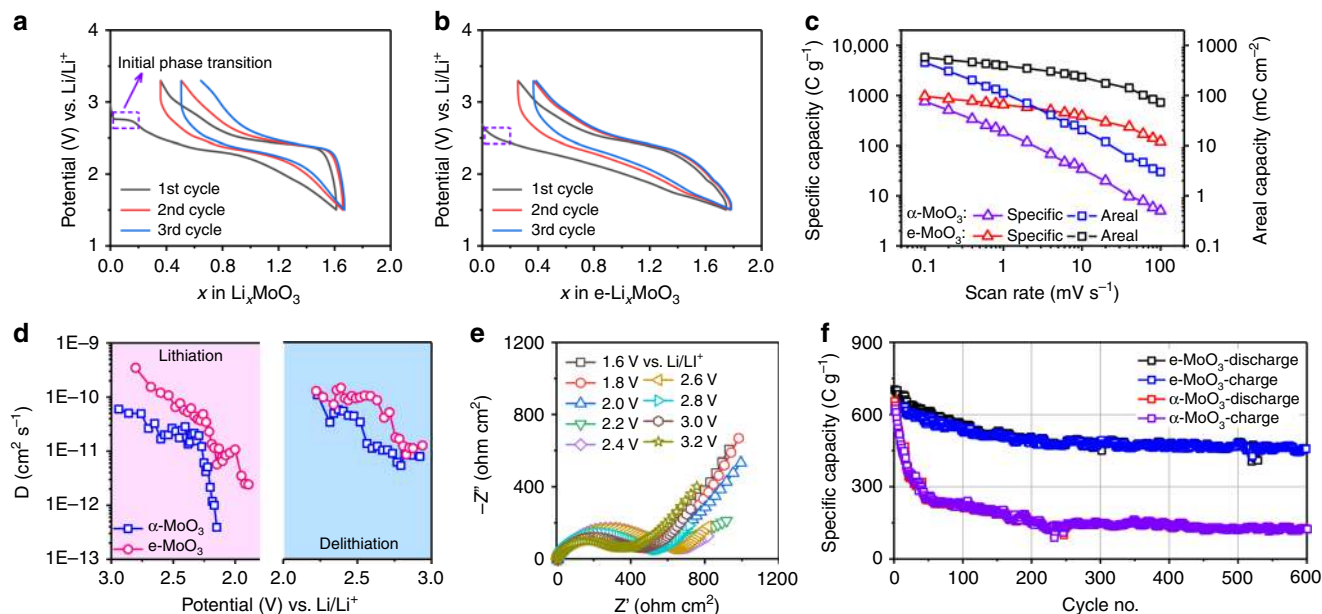 a
4
3
2
1
Potential (V) vs. Li/Li⁺
Initial phase transition
1st cycle
2nd cycle
3rd cycle
0.0 0.4 0.8 1.2 1.6 2.0
x in LiₓMoO₃
b
4
3
2
1
Potential (V) vs. Li/Li⁺
1st cycle
2nd cycle
3rd cycle
0.0 0.4 0.8 1.2 1.6 2.0
x in e-LiₓMoO₃
c
10,000
1000
100
10
1
Specific capacity (C g⁻¹)
1000
100
10
1
0.1
Areal capacity (mC cm⁻²)
α-MoO₃: Specific Areal
e-MoO₃: Specific Areal
0.1 1 10 100
Scan rate (mV s⁻¹)
d
1E–9
1E–10
1E–11
1E–12
1E–13
D (cm² s⁻¹)
Lithiation
α-MoO₃
e-MoO₃
Delithiation
3.0 2.5 2.0 2.0 2.5 3.0
Potential (V) vs. Li/Li⁺
e
1200
800
400
0
–Z" (ohm cm²)
1.6 V vs. Li/LI⁺
1.8 V
2.0 V
2.2 V
2.4 V
2.6 V
2.8 V
3.0 V
3.2 V
0 400 800 1200
Z' (ohm cm²)
f
900
600
300
0
Specific capacity (C g⁻¹)
e-MoO₃-discharge
e-MoO₃-charge
α-MoO₃-discharge
α-MoO₃-charge
0 100 200 300 400 500 600
Cycle no.